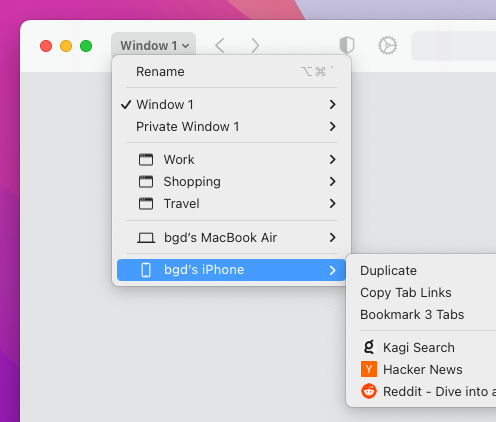 Window 1
Rename ⌥⌘`
Window 1
Private Window 1
Work
Shopping
Travel
bgd's MacBook Air
bgd's iPhone
Duplicate
Copy Tab Links
Bookmark 3 Tabs
Kagi Search
Hacker News
Reddit - Dive into a